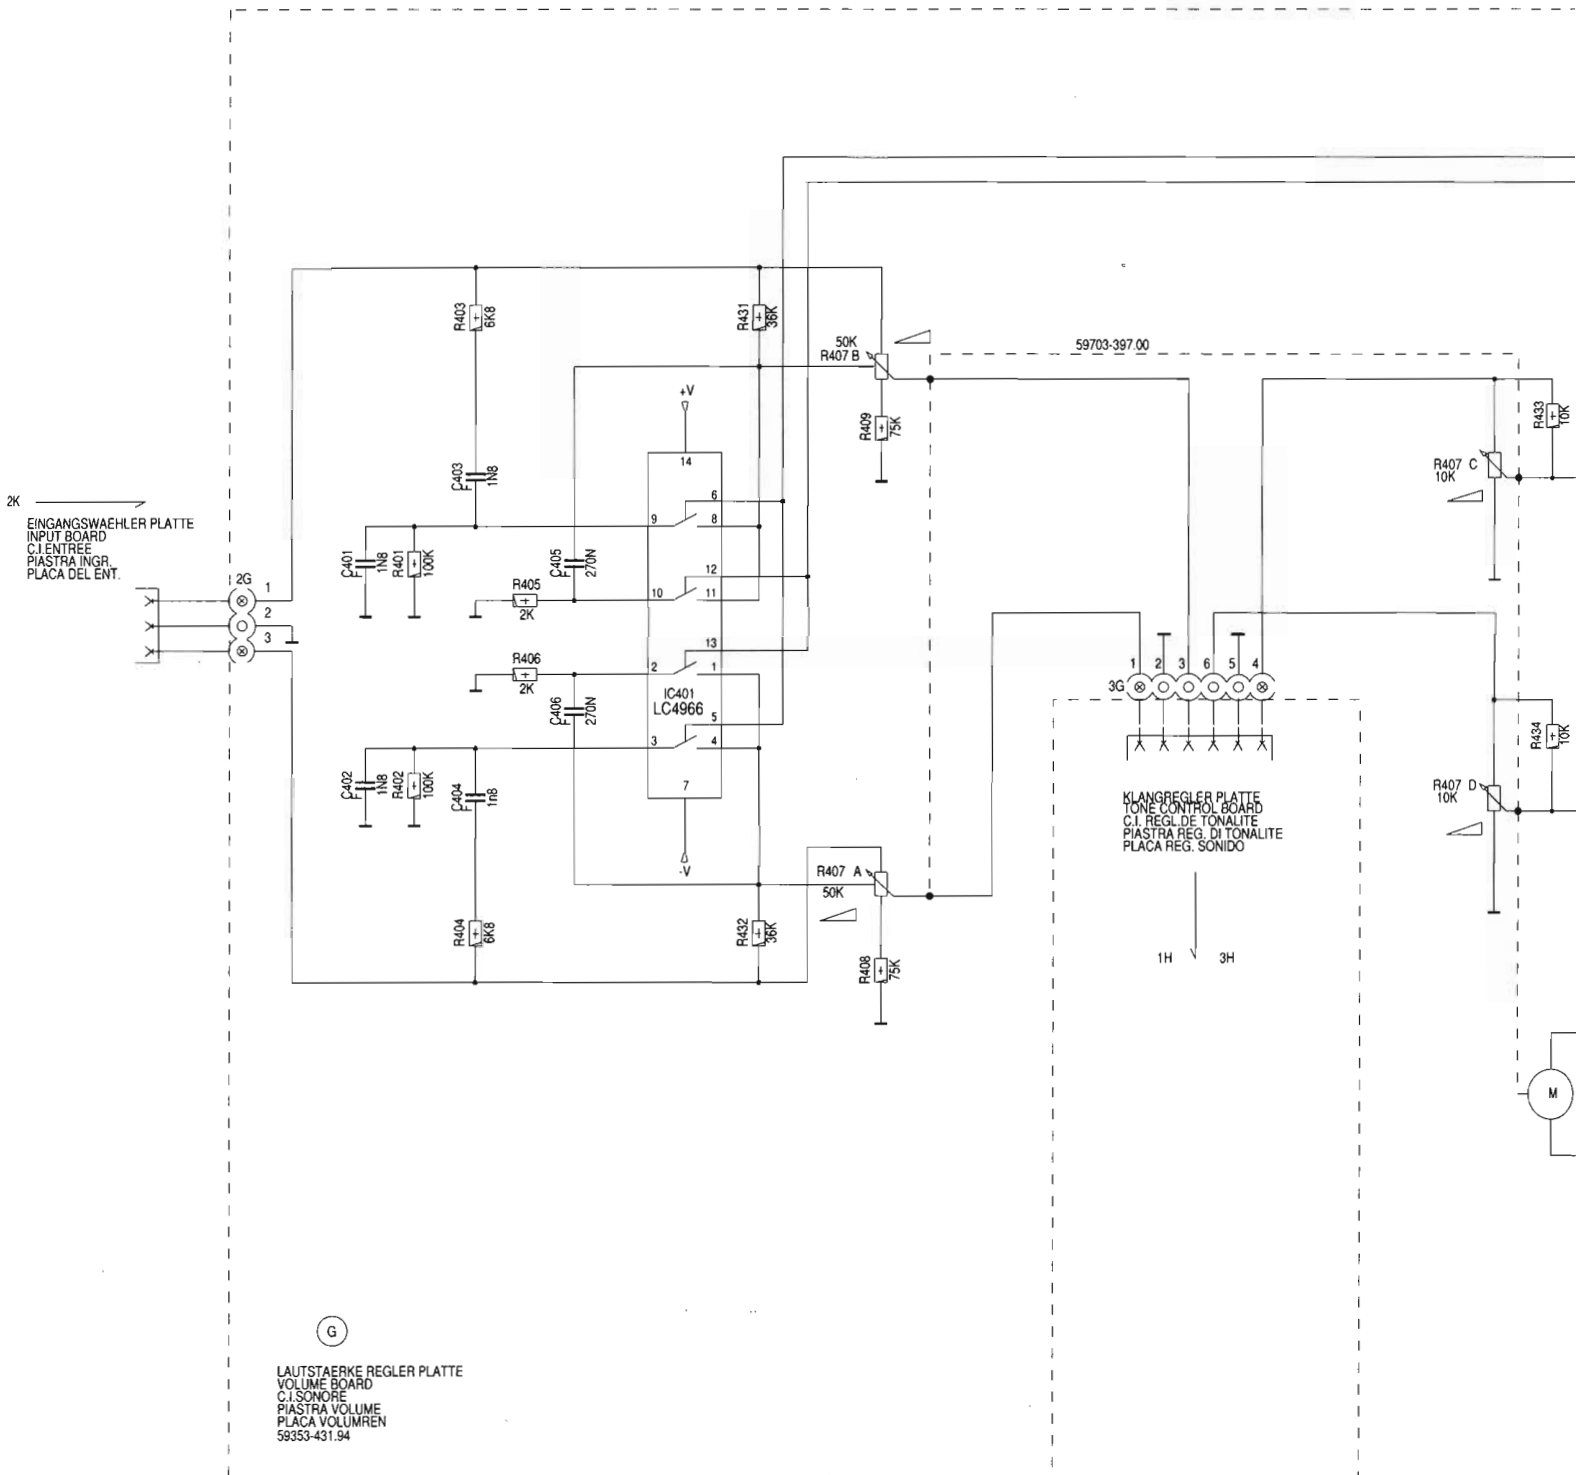 R403
6K8
R431
36K
50K
R407 B
59703-397.00
+V
R409
75K
R433
10K
14
R407 C
10K
C403
F
1N8
6
2K
EINGANGSWAEHLER PLATTE
INPUT BOARD
C.I.ENTREE
PIASTRA INGR.
PLACA DEL ENT.
9
8
C401
F
1N8
R401
100K
C405
F
270N
12
2G
1
R405
2K
10
11
2
3
13
R406
2K
2
1
1
2
3
6
5
4
3G
C406
F
270N
IC401
LC4966
5
3
4
R434
10K
C402
F
1N8
R402
100K
C404
F
1n8
7
R407 D
10K
KLANGREGLER PLATTE
TONE CONTROL BOARD
C.I. REGL.DE TONALITE
PIASTRA REG. DI TONALITE
PLACA REG. SONIDO
-V
R407 A
50K
R404
6K8
R432
36K
R408
75K
1H
3H
M
G
LAUTSTAERKE REGLER PLATTE
VOLUME BOARD
C.I.SONORE
PIASTRA VOLUME
PLACA VOLUMREN
59353-431.94